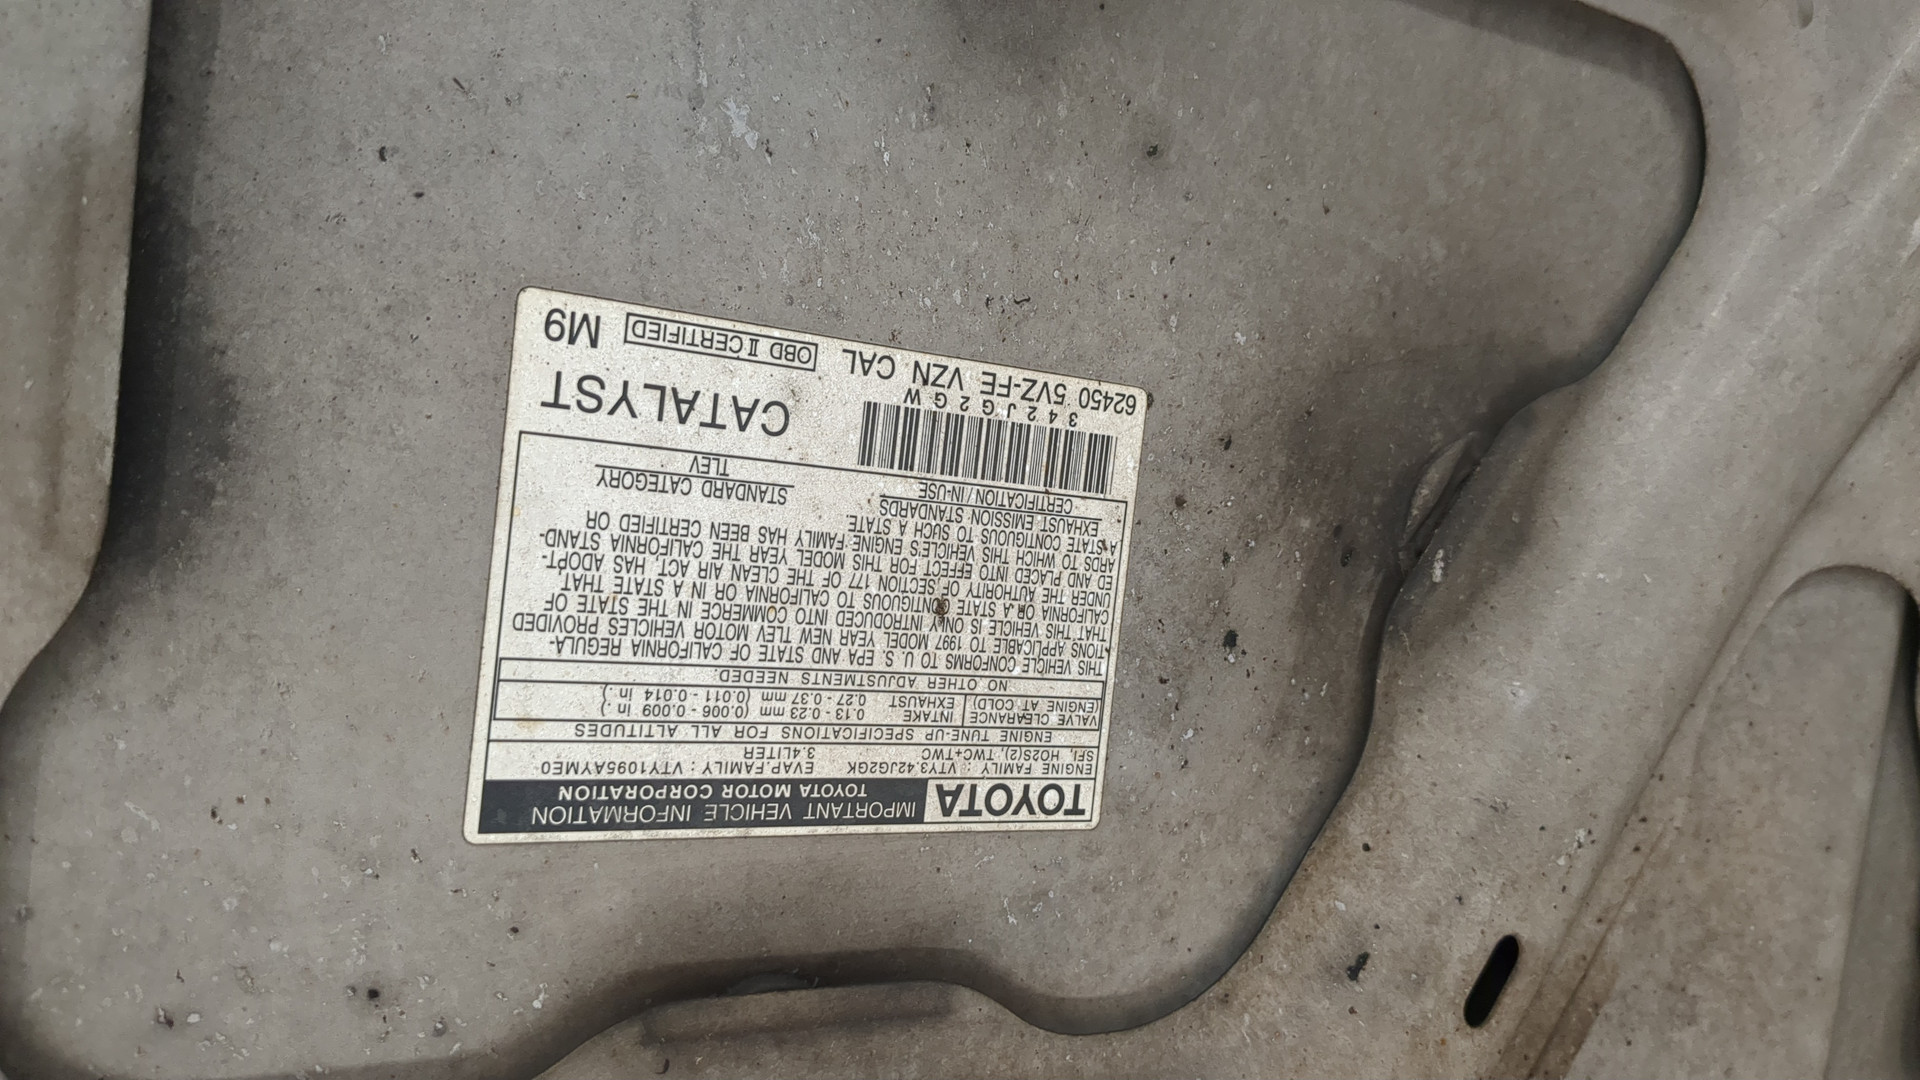 TOYOTA
IMPORTANT VEHICLE INFORMATION
TOYOTA MOTOR CORPORATION
ENGINE FAMILY : VTY3.42JG2GK EVAP.FAMILY : VTY1095AYME0
SFI, HO2S(2), TWC+TWC 3.4LITER
ENGINE TUNE-UP SPECIFICATIONS FOR ALL ALTITUDES
VALVE CLEARANCE INTAKE 0.13 - 0.23 mm (0.006 - 0.009 in.)
(ENGINE AT COLD) EXHAUST 0.27 - 0.37 mm (0.011 - 0.014 in.)
NO OTHER ADJUSTMENTS NEEDED.
THIS VEHICLE CONFORMS TO U. S. EPA AND STATE OF CALIFORNIA REGULA-
TIONS APPLICABLE TO 1997 MODEL YEAR NEW TLEV MOTOR VEHICLES PROVIDED
THAT THIS VEHICLE IS ONLY INTRODUCED INTO COMMERCE IN THE STATE OF
CALIFORNIA OR A STATE CONTIGUOUS TO CALIFORNIA OR IN A STATE THAT
UNDER THE AUTHORITY OF SECTION 177 OF THE CLEAN AIR ACT, HAS ADOPT-
ED AND PLACED INTO EFFECT FOR THIS MODEL YEAR THE CALIFORNIA STAND-
ARDS TO WHICH THIS VEHICLE'S ENGINE-FAMILY HAS BEEN CERTIFIED OR
A STATE CONTIGUOUS TO SUCH A STATE.
EXHAUST EMISSION STANDARDS STANDARD CATEGORY
CERTIFICATION/IN-USE TLEV
342JG2GW
CATALYST
62450 5VZ-FE VZN CAL OBD II CERTIFIED M9